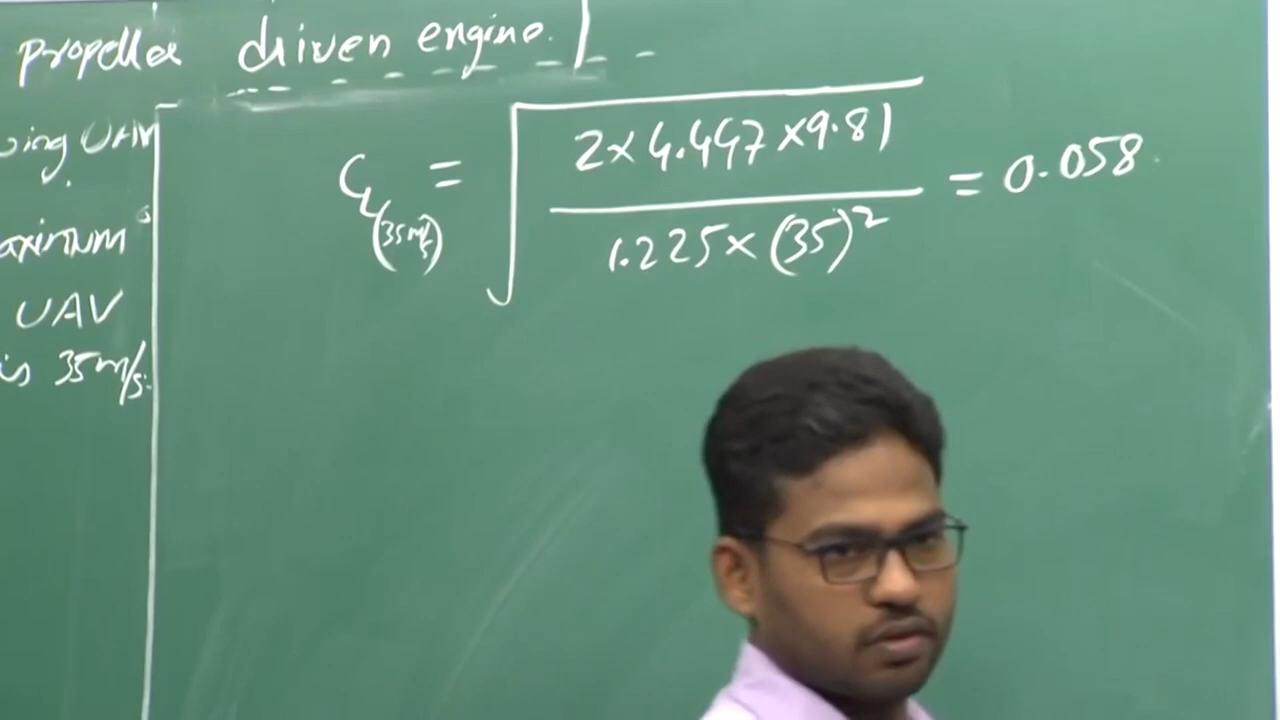 propeller driven engine.
UAV
C_L(35m/s) = √(2×4.447×9.81 / 1.225×(35)²) = 0.058
UAV
is 35m/s.